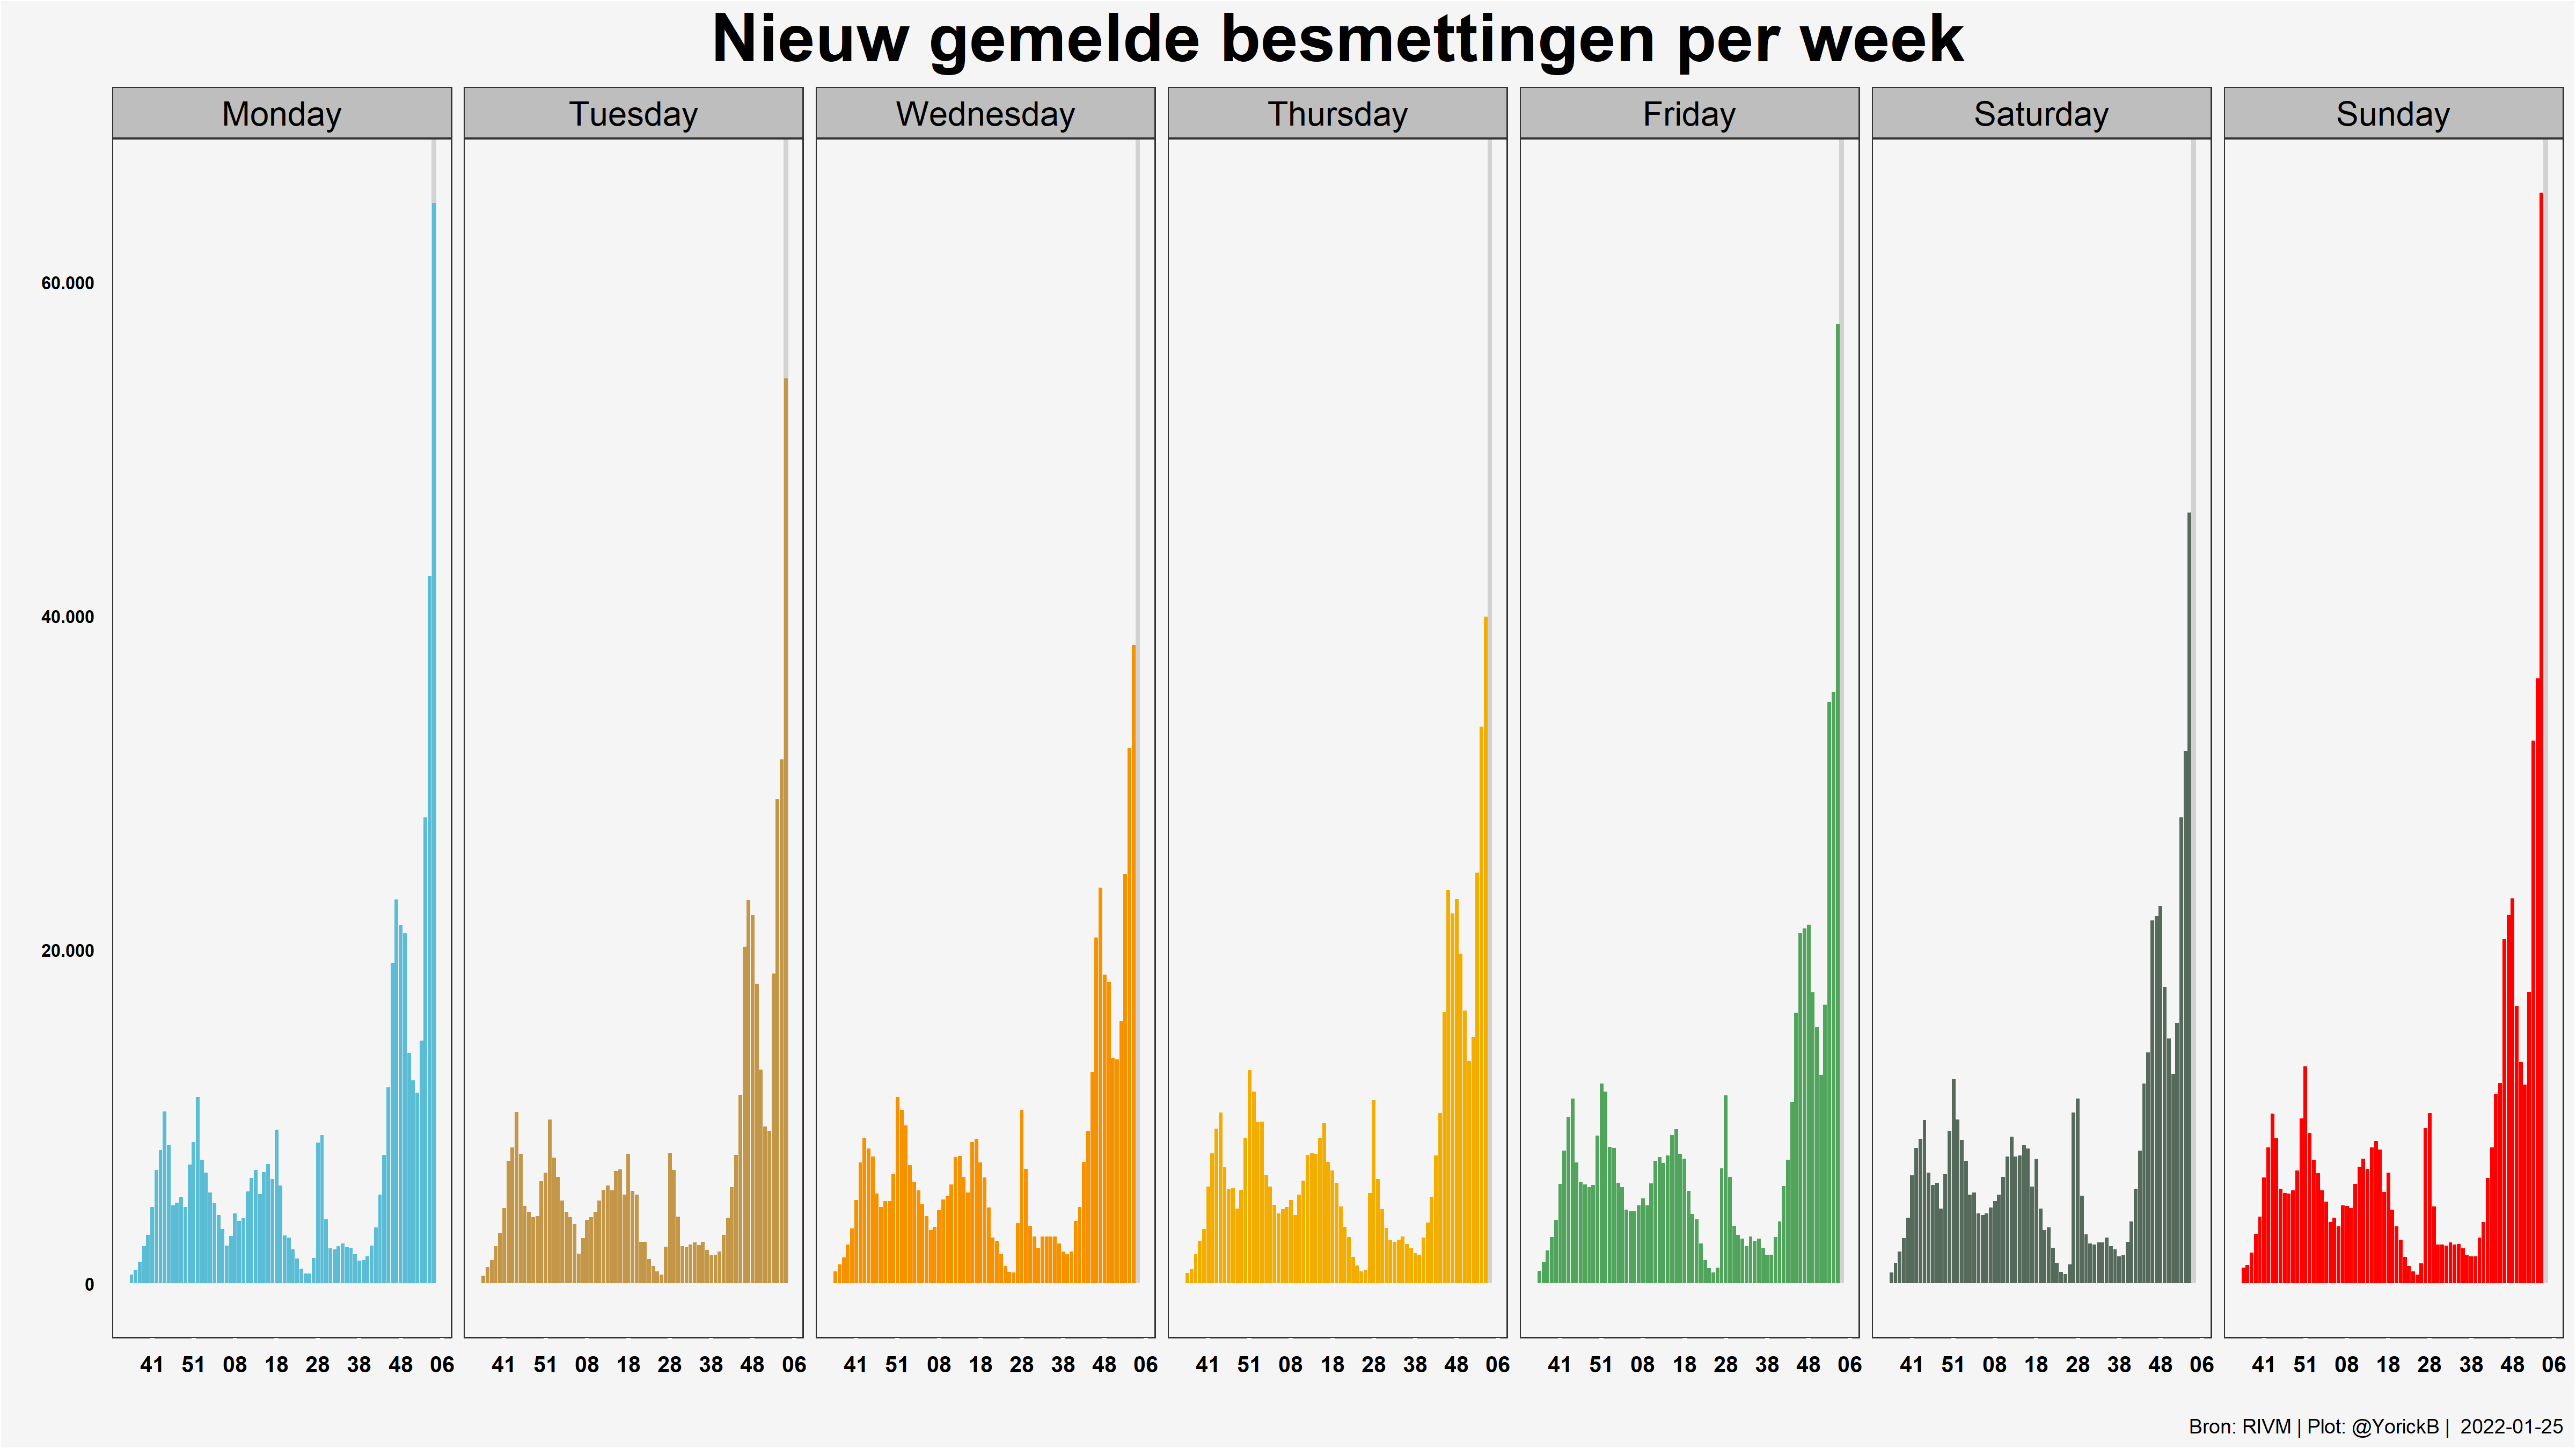 Nieuw gemelde besmettingen per week
Monday Tuesday Wednesday Thursday Friday Saturday Sunday
60.000
40.000
20.000
0
41 51 08 18 28 38 48 06 41 51 08 18 28 38 48 06 41 51 08 18 28 38 48 06 41 51 08 18 28 38 48 06 41 51 08 18 28 38 48 06 41 51 08 18 28 38 48 06 41 51 08 18 28 38 48 06
Bron: RIVM | Plot: @YorickB | 2022-01-25